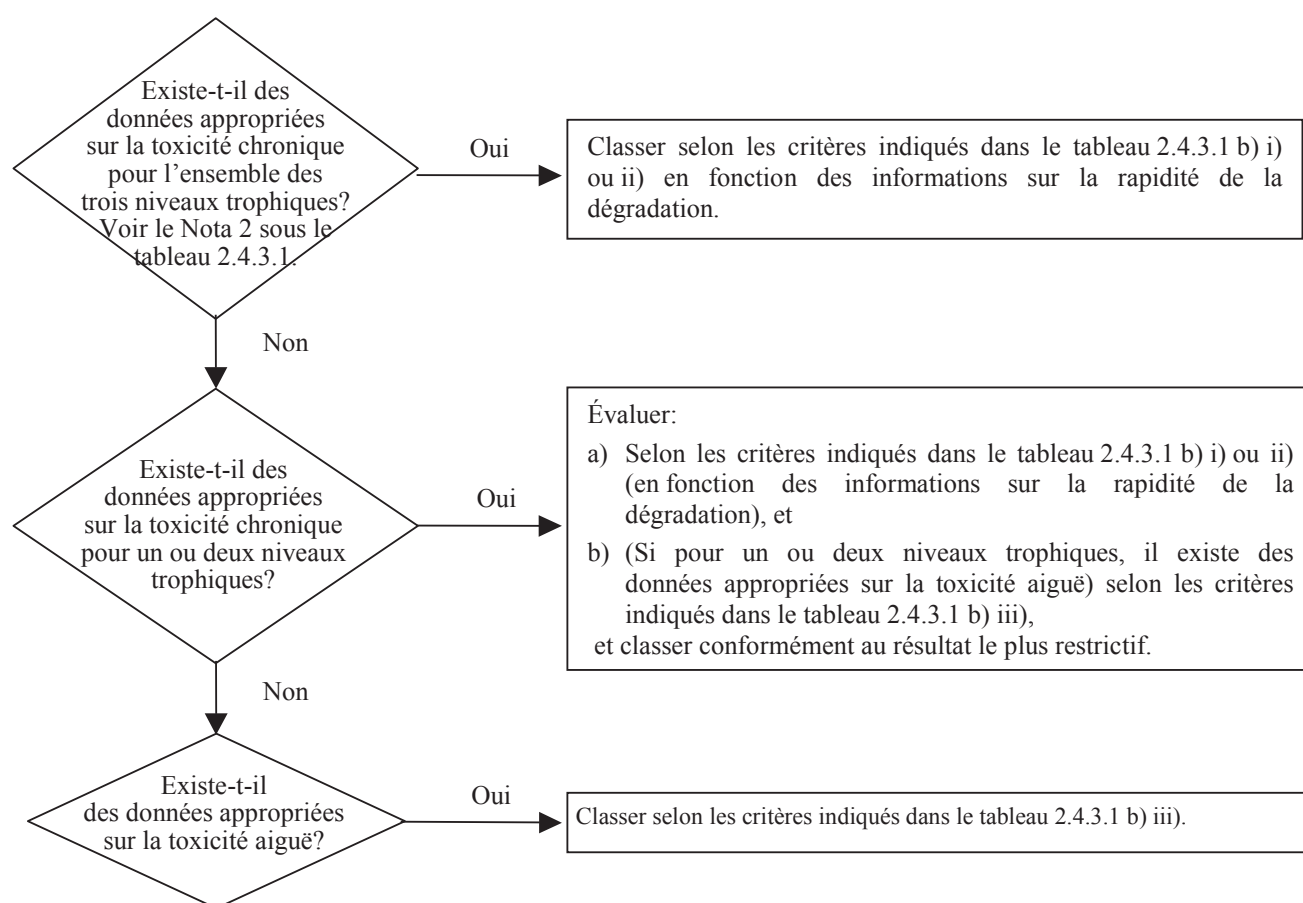 Existe-t-il des
données appropriées
sur la toxicité chronique
pour l'ensemble des
trois niveaux trophiques?
Voir le Nota 2 sous le
tableau 2.4.3.1.
Oui
Classer selon les critères indiqués dans le tableau 2.4.3.1 b) i)
ou ii) en fonction des informations sur la rapidité de la
dégradation.
Non
Existe-t-il des
données appropriées
sur la toxicité chronique
pour un ou deux niveaux
trophiques?
Oui
Évaluer:
a) Selon les critères indiqués dans le tableau 2.4.3.1 b) i) ou ii)
(en fonction des informations sur la rapidité de la
dégradation), et
b) (Si pour un ou deux niveaux trophiques, il existe des
données appropriées sur la toxicité aiguë) selon les critères
indiqués dans le tableau 2.4.3.1 b) iii),
et classer conformément au résultat le plus restrictif.
Non
Existe-t-il
des données appropriées
sur la toxicité aiguë?
Oui
Classer selon les critères indiqués dans le tableau 2.4.3.1 b) iii).